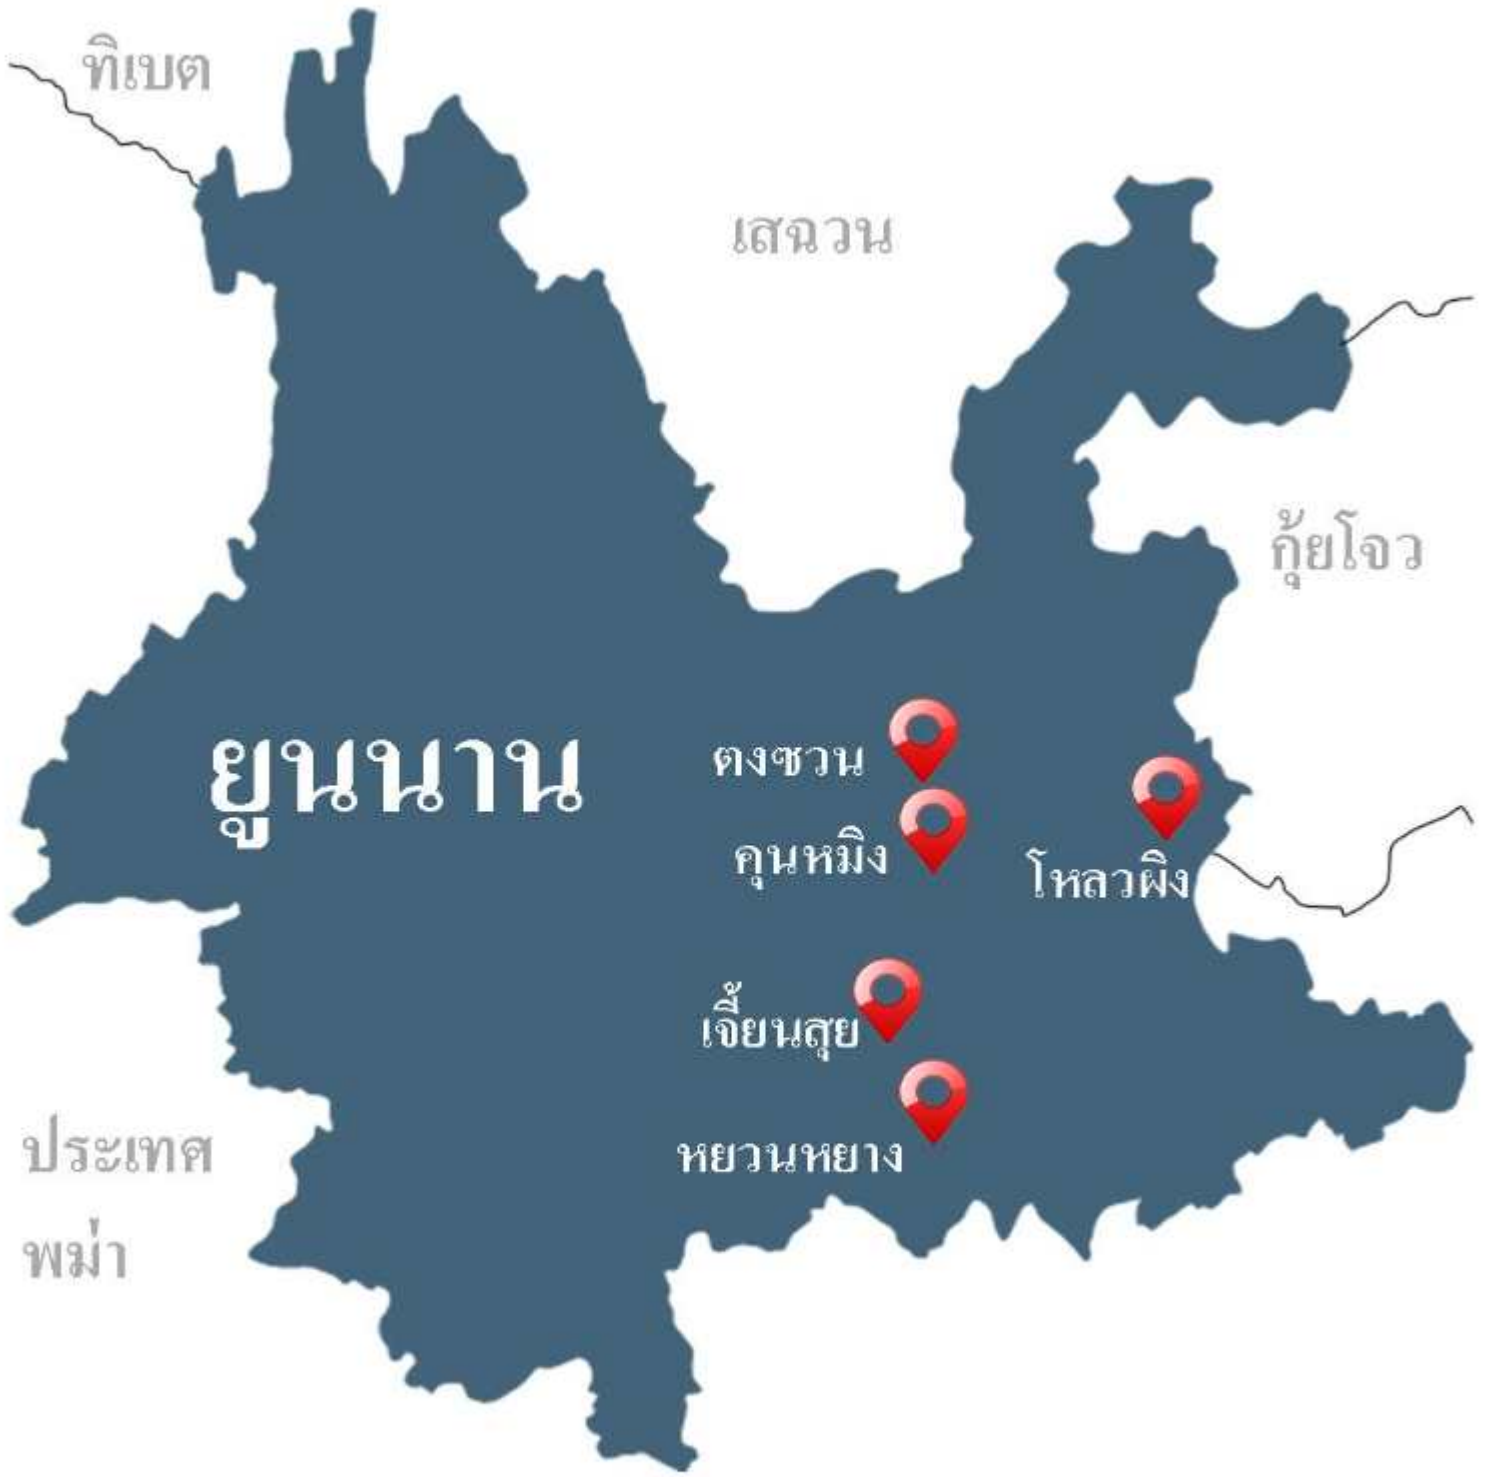 ทิเบต
เสฉวน
กุ้ยโจว
ยูนนาน
ตงซวน
คุนหมิง
โหลวผิง
เจี้ยนสุย
หยวนหยาง
ประเทศ
พม่า